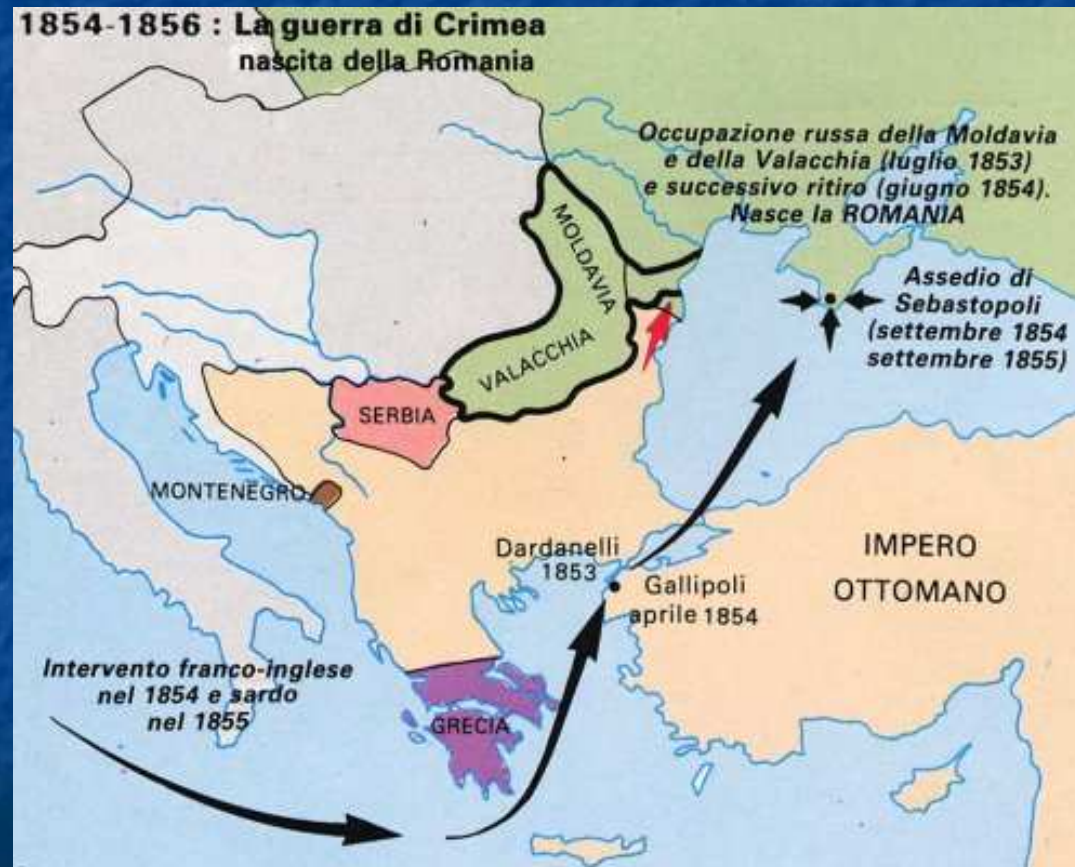 1854-1856 : La guerra di Crimea
nascita della Romania
Occupazione russa della Moldavia
e della Valacchia (luglio 1853)
e successivo ritiro (giugno 1854).
Nasce la ROMANIA
MOLDAVIA
VALACCHIA
Assedio di
Sebastopoli
(settembre 1854
settembre 1855)
SERBIA
MONTENEGRO
Dardanelli
1853
Gallipoli
aprile 1854
IMPERO
OTTOMANO
Intervento franco-inglese
nel 1854 e sardo
nel 1855
GRECIA